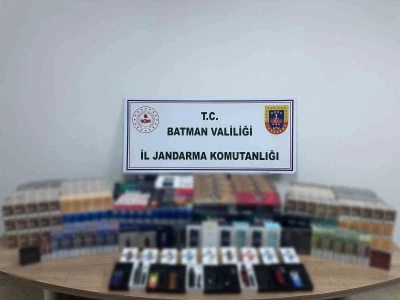 T.C.
BATMAN VALİLİĞİ
İL JANDARMA KOMUTANLIĞI